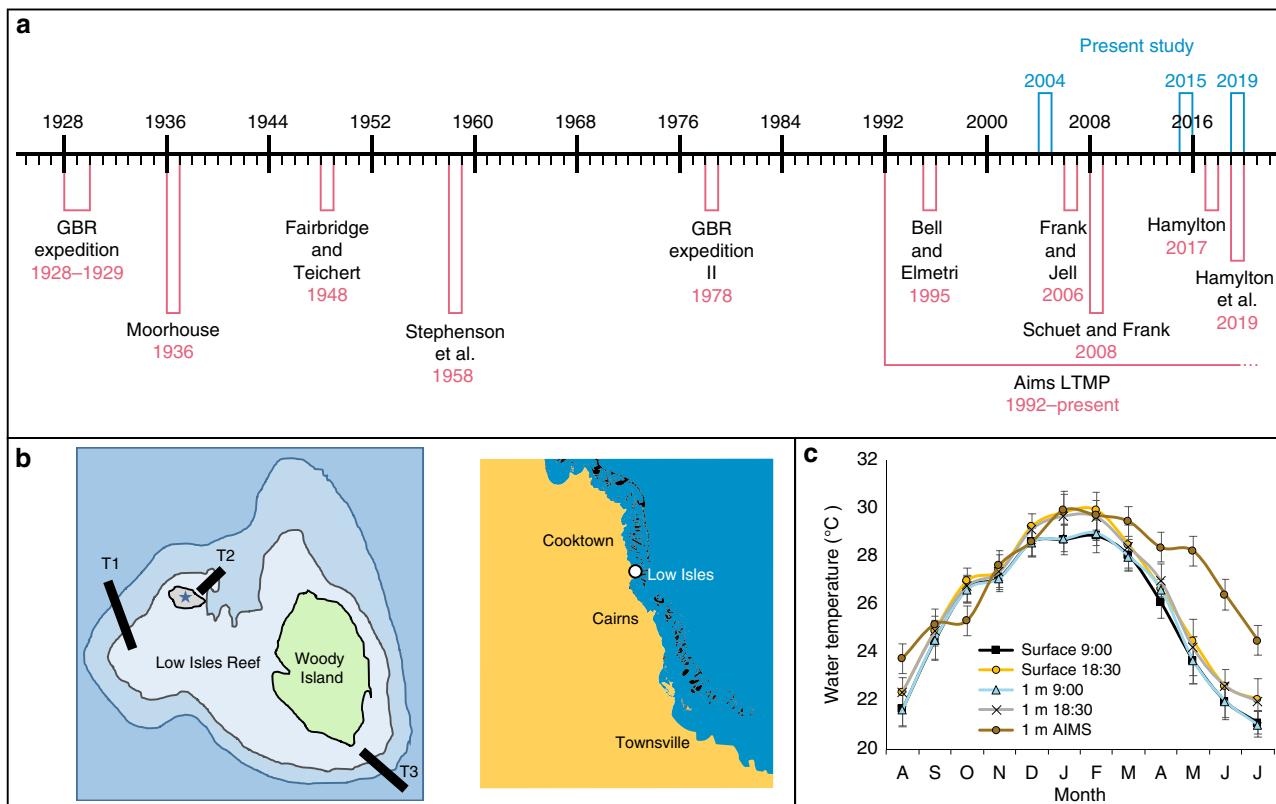 a
Present study
2004
2015
2019
1928
1936
1944
1952
1960
1968
1976
1984
1992
2000
2008
2016
GBR
expedition
1928–1929
Moorhouse
1936
Fairbridge
and
Teichert
1948
Stephenson
et al.
1958
GBR
expedition
II
1978
Bell
and
Elmetri
1995
Frank
and
Jell
2006
Schuet and Frank
2008
Hamylton
2017
Hamylton
et al.
2019
Aims LTMP
1992–present
b
T1
T2
Low Isles Reef
Woody
Island
T3
Cooktown
Low Isles
Cairns
Townsville
c
Water temperature (°C )
32
30
28
26
24
22
20
Surface 9:00
Surface 18:30
1 m 9:00
1 m 18:30
1 m AIMS
A S O N D J F M A M J J
Month